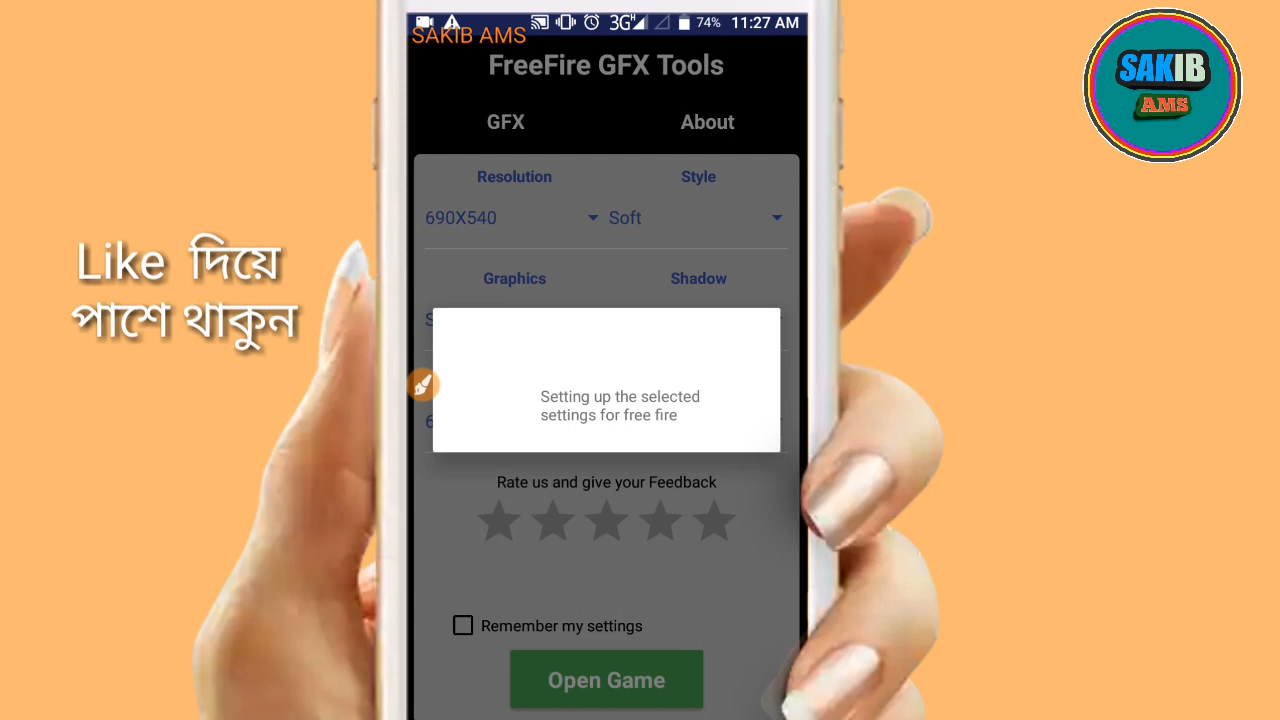 3G H 74% 11:27 AM
SAKIB AMS
FreeFire GFX Tools
GFX About
Resolution Style
690X540 Soft
Graphics Shadow
S
Setting up the selected
settings for free fire
6
Rate us and give your Feedback
Remember my settings
Open Game
Like দিয়ে
পাশে থাকুন
SAKIB
AMS